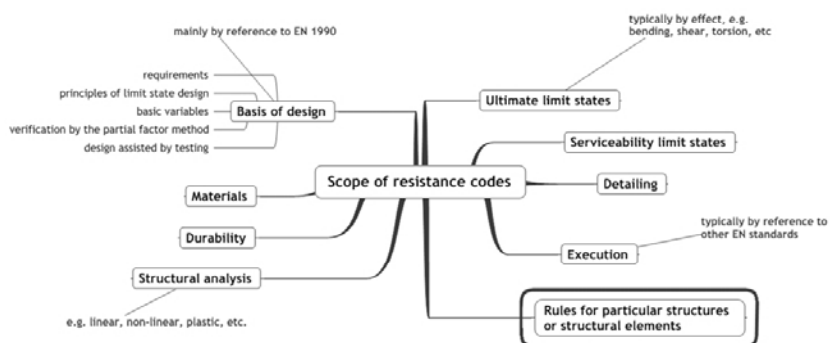 mainly by reference to EN 1990
requirements
principles of limit state design
basic variables
verification by the partial factor method
design assisted by testing
Basis of design
Materials
Durability
Structural analysis
e.g. linear, non-linear, plastic, etc.
Scope of resistance codes
typically by effect, e.g.
bending, shear, torsion, etc
Ultimate limit states
Serviceability limit states
Detailing
typically by reference to
other EN standards
Execution
Rules for particular structures
or structural elements